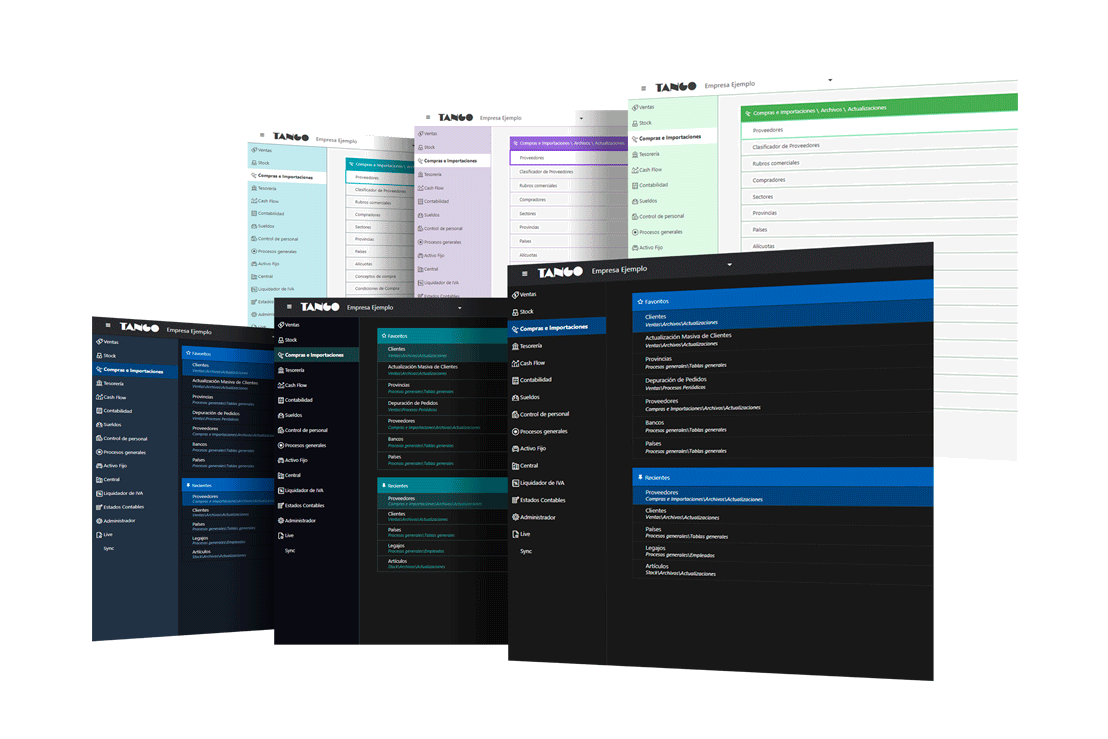 TANGO Empresa Ejemplo
Ventas
Stock
Compras e Importaciones
Tesorería
Cash Flow
Contabilidad
Sueldos
Control de personal
Procesos generales
Activo Fijo
Central
Liquidador de IVA
Compras e Importaciones \ Ar
Proveedores
Clasificador de Proveedores
Rubros comerciales
Compradores
Sectores
Provincias
Países
Alícuotas
Conceptos de compra
Condiciones de Compra
TANGO Empresa Ejemplo
Ventas
Stock
Compras e Importaciones
Tesorería
Cash Flow
Contabilidad
Sueldos
Control de personal
Procesos generales
Activo Fijo
Central
Liquidador de IVA
Estados Contables
Compras e Importaciones \ Archivos \ Actualizaciones
Proveedores
Clasificador de Proveedores
Rubros comerciales
Compradores
Sectores
Provincias
Países
Alícuotas
TANGO Empresa Ejemplo
Ventas
Stock
Compras e Importaciones
Tesorería
Cash Flow
Contabilidad
Sueldos
Control de personal
Procesos generales
Activo Fijo
Compras e Importaciones \ Archivos \ Actualizaciones
Proveedores
Clasificador de Proveedores
Rubros comerciales
Compradores
Sectores
Provincias
Países
Alícuotas
TANGO Empresa Ejemplo
Ventas
Stock
Compras e Importaciones
Tesorería
Cash Flow
Contabilidad
Sueldos
Control de personal
Procesos generales
Activo Fijo
Central
Liquidador de IVA
Estados Contables
Administrador
Live
Sync
Favoritos
Clientes
Ventas\Archivos\Actualizaciones
Actualización Masiva de Clientes
Ventas\Archivos\Actualizaciones
Provincias
Procesos generales\Tablas generales
Depuración de Pedidos
Ventas\Procesos Periódicos
Proveedores
Compras e Importaciones\Archivos\Actualizaciones
Bancos
Procesos generales\Tablas generales
Países
Procesos generales\Tablas generales
Recientes
Proveedores
Compras e Importaciones\Archivos\Actualizaciones
Clientes
Ventas\Archivos\Actualizaciones
Países
Procesos generales\Tablas generales
Legajos
Procesos generales\Empleados
Artículos
Stock\Archivos\Actualizaciones
TANGO Empresa Ejemplo
Ventas
Stock
Compras e Importaciones
Tesorería
Cash Flow
Contabilidad
Sueldos
Control de personal
Procesos generales
Activo Fijo
Central
Liquidador de IVA
Estados Contables
Administrador
Live
Sync
Favoritos
Clientes
Ventas\Archivos\Actualizaciones
Actualización Masiva de Clientes
Ventas\Archivos\Actualizaciones
Provincias
Procesos generales\Tablas generales
Depuración de Pedidos
Ventas\Procesos Periódicos
Proveedores
Compras e Importaciones\Archivos\Actualizaciones
Bancos
Procesos generales\Tablas generales
Países
Procesos generales\Tablas generales
Recientes
Proveedores
Compras e Importaciones\Archivos\Actualizaciones
Clientes
Ventas\Archivos\Actualizaciones
Países
Procesos generales\Tablas generales
Legajos
Procesos generales\Empleados
Artículos
Stock\Archivos\Actualizaciones
TANGO Empresa Ejemplo
Ventas
Stock
Compras e Importaciones
Tesorería
Cash Flow
Contabilidad
Sueldos
Control de personal
Procesos generales
Activo Fijo
Central
Liquidador de IVA
Estados Contables
Administrador
Live
Sync
Favoritos
Clientes
Ventas\Archivos\Actualizaciones
Actualización Masiva de Clientes
Ventas\Archivos\Actualizaciones
Provincias
Procesos generales\Tablas generales
Depuración de Pedidos
Ventas\Procesos Periódicos
Proveedores
Compras e Importaciones\Archivos\Actualizaciones
Bancos
Procesos generales\Tablas generales
Países
Procesos generales\Tablas generales
Recientes
Proveedores
Compras e Importaciones\Archivos\Actualizaciones
Clientes
Ventas\Archivos\Actualizaciones
Países
Procesos generales\Tablas generales
Legajos
Procesos generales\Empleados
Artículos
Stock\Archivos\Actualizaciones